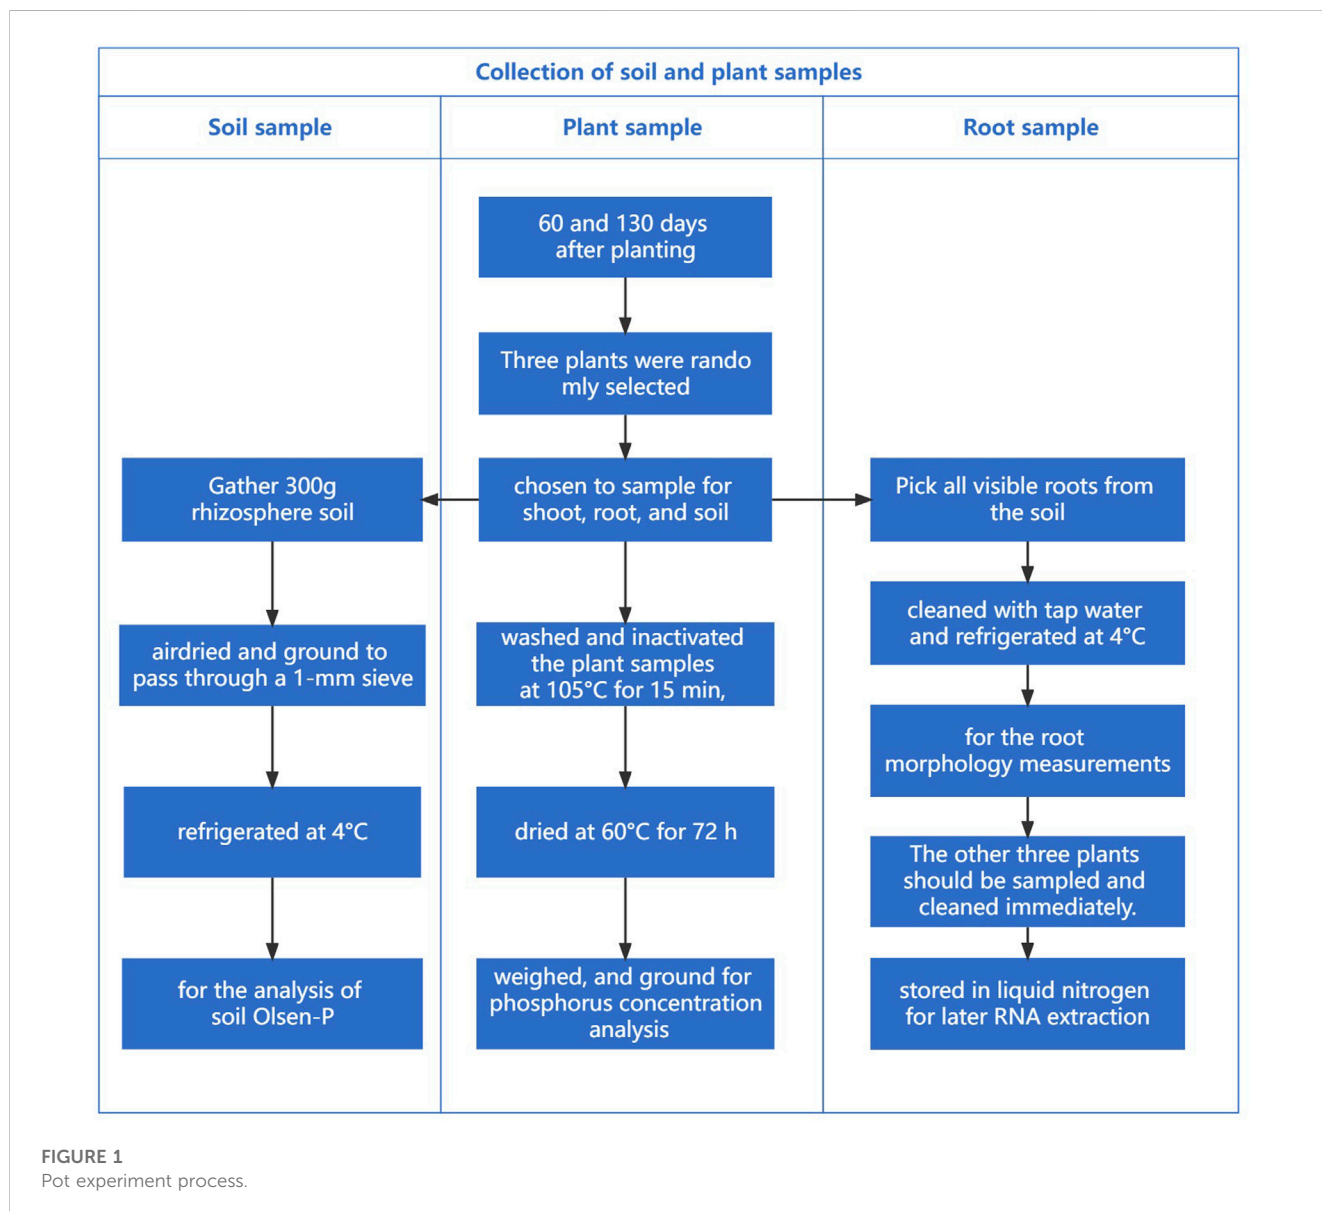 Collection of soil and plant samples
Soil sample
Plant sample
Root sample
60 and 130 days
after planting
Three plants were rando
mly selected
Gather 300g
rhizosphere soil
chosen to sample for
shoot, root, and soil
Pick all visible roots from
the soil
airdried and ground to
pass through a 1-mm sieve
washed and inactivated
the plant samples
at 105°C for 15 min,
cleaned with tap water
and refrigerated at 4°C
for the root
morphology measurements
refrigerated at 4°C
dried at 60°C for 72 h
The other three plants
should be sampled and
cleaned immediately.
for the analysis of
soil Olsen-P
weighed, and ground for
phosphorus concentration
analysis
stored in liquid nitrogen
for later RNA extraction
FIGURE 1
Pot experiment process.